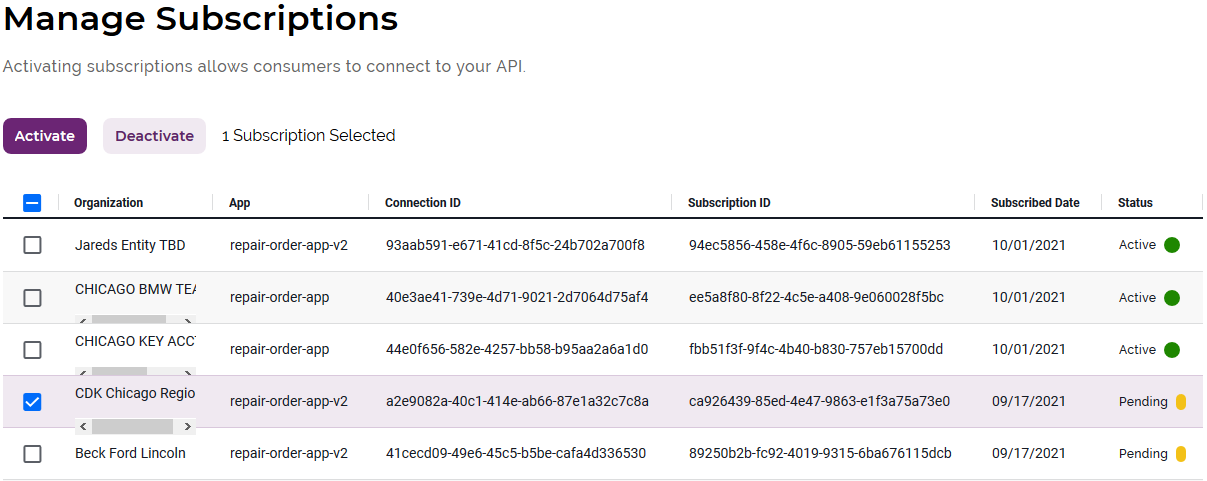 Manage Subscriptions
Activating subscriptions allows consumers to connect to your API.
Activate Deactivate 1 Subscription Selected
Organization App Connection ID Subscription ID Subscribed Date Status
Jareds Entity TBD repair-order-app-v2 93aab591-e671-41cd-8f5c-24b702a700f8 94ec5856-458e-4f6c-8905-59eb61155253 10/01/2021 Active
CHICAGO BMW TEA repair-order-app 40e3ae41-739e-4d71-9021-2d7064d75af4 ee5a8f80-8f22-4c5e-a408-9e060028f5bc 10/01/2021 Active
CHICAGO KEY ACCT repair-order-app 44e0f656-582e-4257-bb58-b95aa2a6a1d0 fbb51f3f-9f4c-4b40-b830-757eb15700dd 10/01/2021 Active
CDK Chicago Regio repair-order-app-v2 a2e9082a-40c1-414e-ab66-87e1a32c7c8a ca926439-85ed-4e47-9863-e1f3a75a73e0 09/17/2021 Pending
Beck Ford Lincoln repair-order-app-v2 41cecd09-49e6-45c5-b5be-cafa4d336530 89250b2b-fc92-4019-9315-6ba676115dcb 09/17/2021 Pending